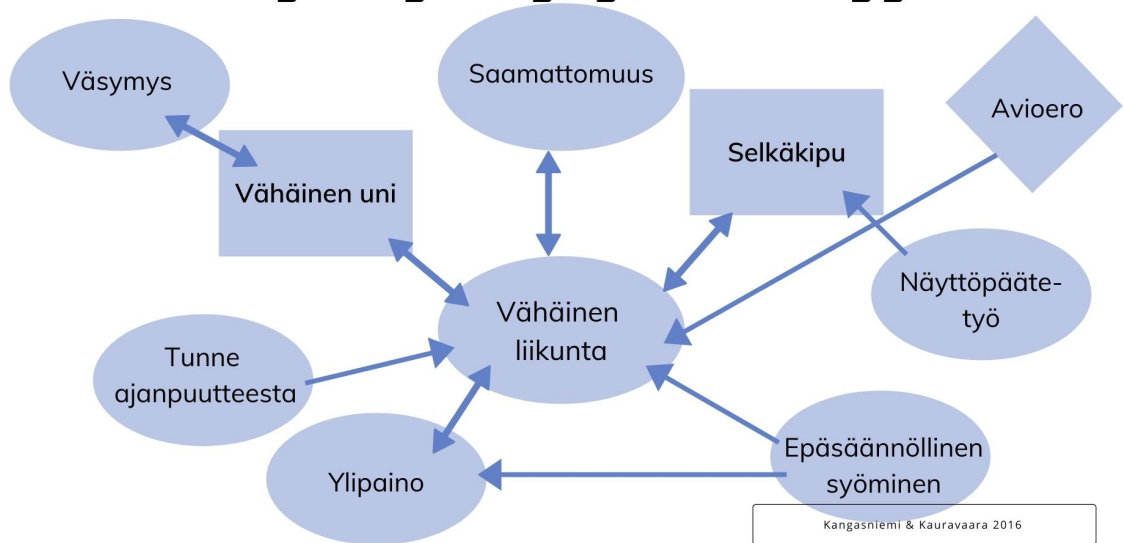 Väsymys
Saamattomuus
Avioero
Selkäkipu
Vähäinen uni
Näyttöpääte-
työ
Vähäinen
liikunta
Tunne
ajanpuutteesta
Epäsäännöllinen
syöminen
Ylipaino
Kangasniemi & Kauravaara 2016